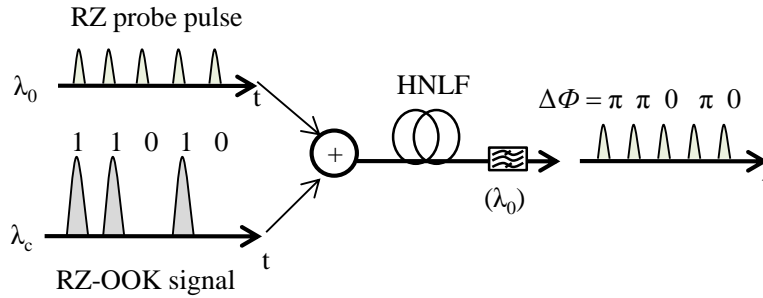 RZ probe pulse
λ0
t
HNLF
ΔΦ = π π 0 π 0
1 1 0 1 0
+
(λ0)
λc
t
RZ-OOK signal